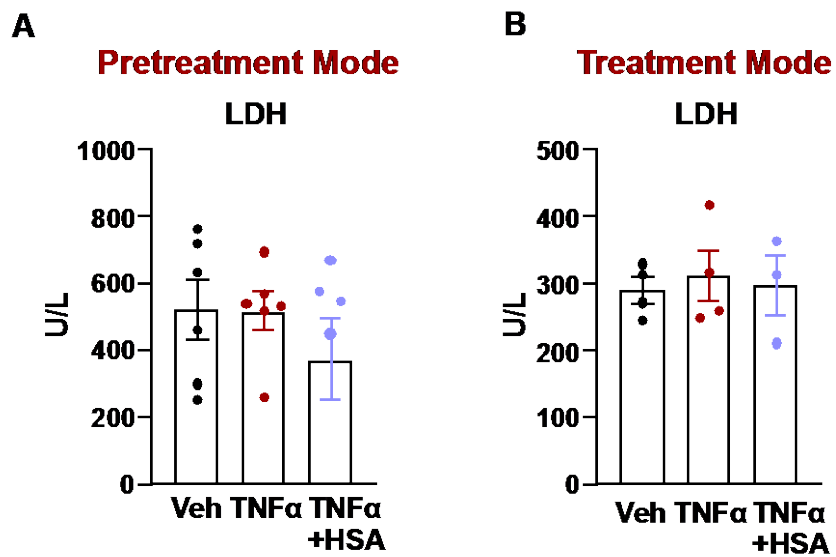 A
Pretreatment Mode
LDH
1000
800
600
400
200
0
U/L
Veh TNFα TNFα
+HSA
B
Treatment Mode
LDH
500
400
300
200
100
0
U/L
Veh TNFα TNFα
+HSA